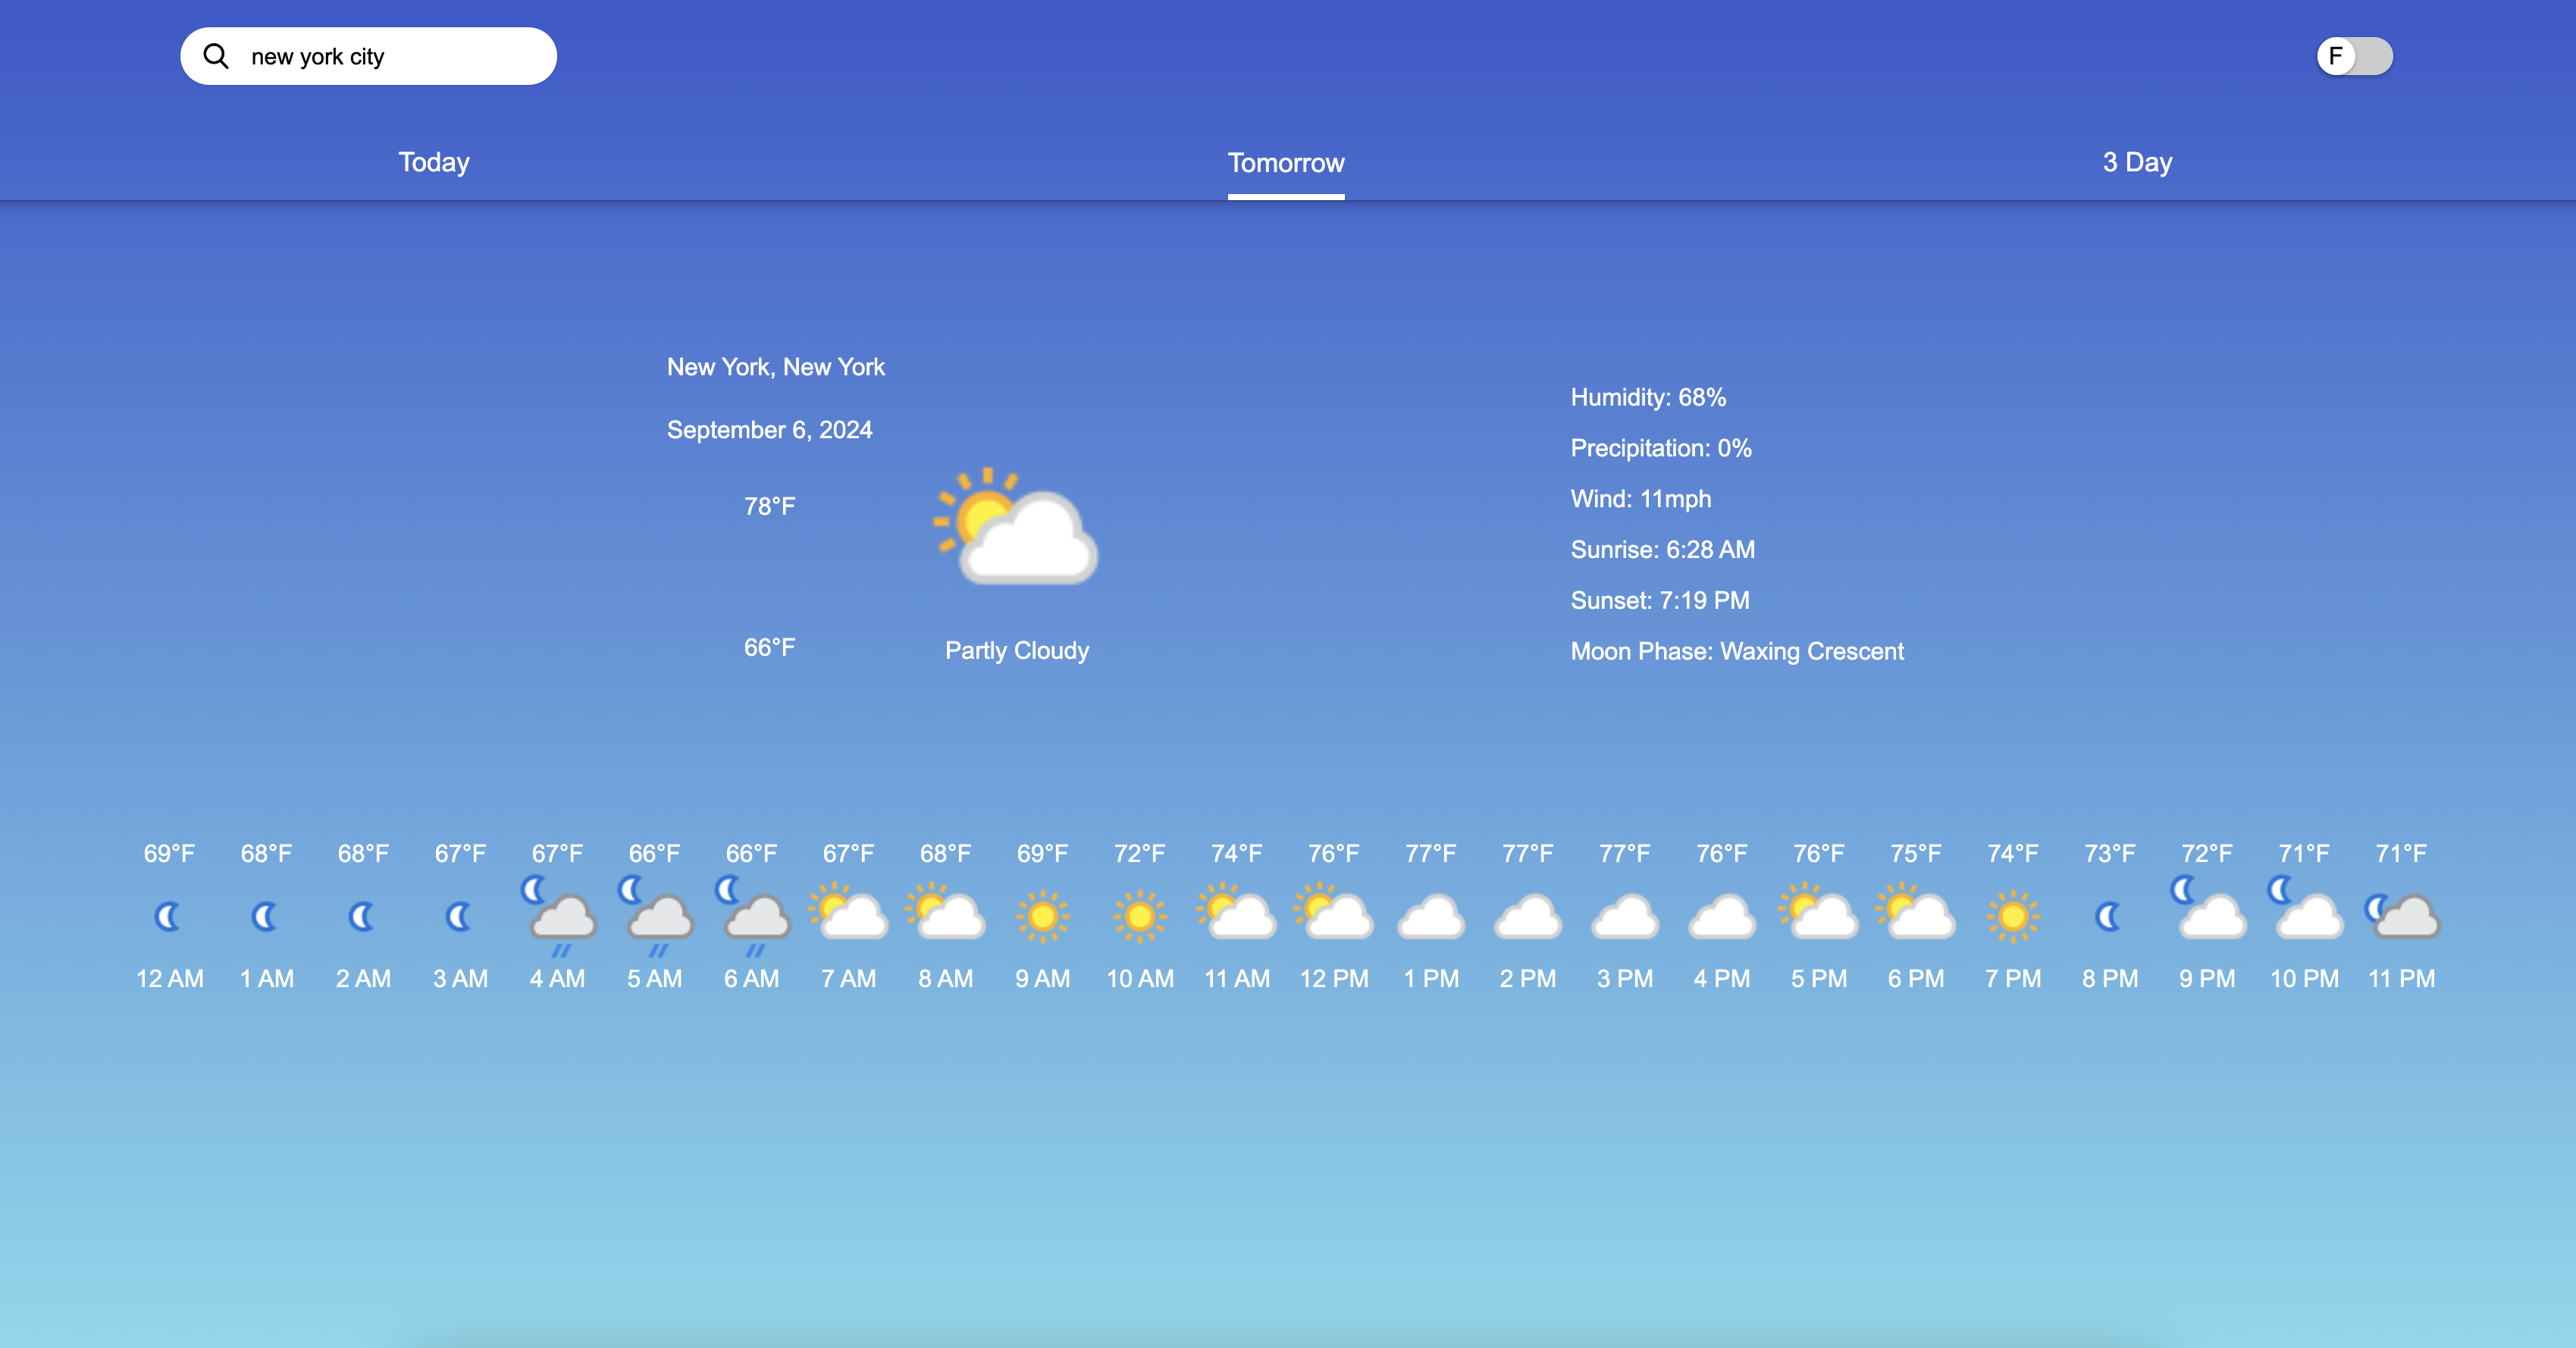 new york city
F
Today Tomorrow 3 Day
New York, New York
September 6, 2024
78°F
66°F
Partly Cloudy
Humidity: 68%
Precipitation: 0%
Wind: 11mph
Sunrise: 6:28 AM
Sunset: 7:19 PM
Moon Phase: Waxing Crescent
69°F 68°F 68°F 67°F 67°F 66°F 66°F 67°F 68°F 69°F 72°F 74°F 76°F 77°F 77°F 77°F 76°F 76°F 75°F 74°F 73°F 72°F 71°F 71°F
12 AM 1 AM 2 AM 3 AM 4 AM 5 AM 6 AM 7 AM 8 AM 9 AM 10 AM 11 AM 12 PM 1 PM 2 PM 3 PM 4 PM 5 PM 6 PM 7 PM 8 PM 9 PM 10 PM 11 PM